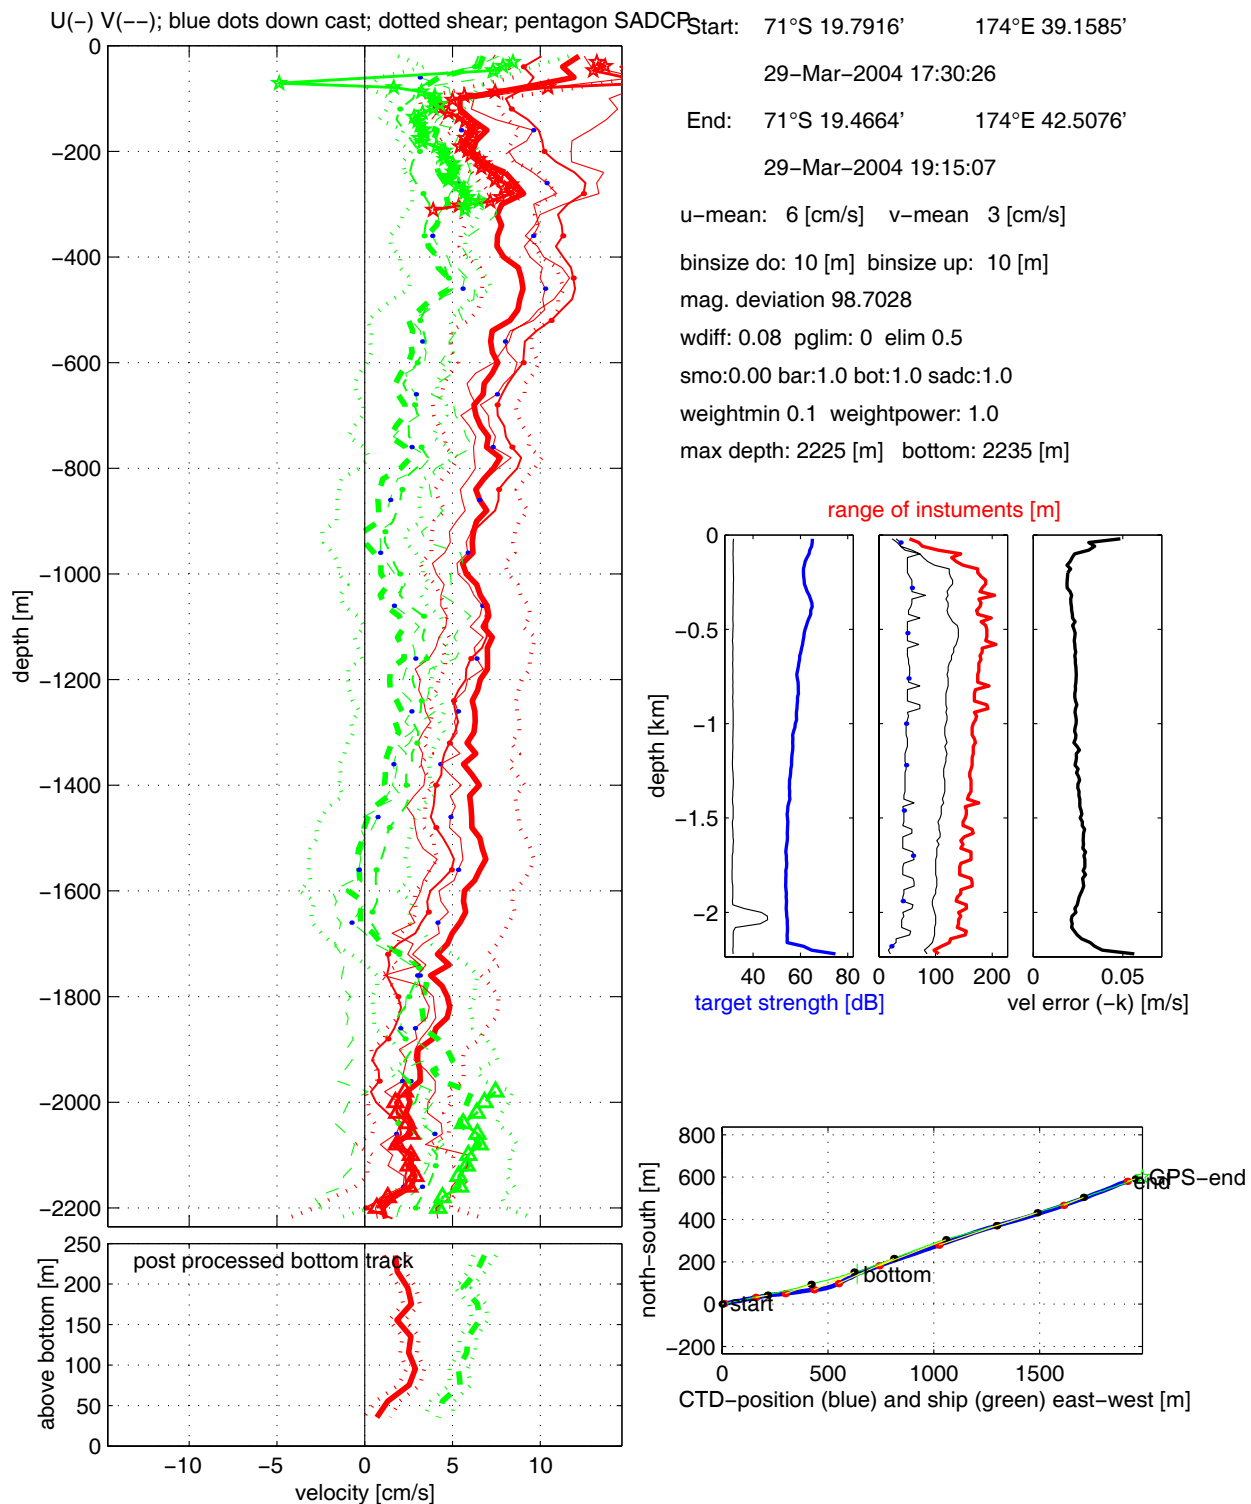 U(-) V(--); blue dots down cast; dotted shear; pentagon SADCP
Start: 71°S 19.7916' 174°E 39.1585'
29-Mar-2004 17:30:26
End: 71°S 19.4664' 174°E 42.5076'
29-Mar-2004 19:15:07
u-mean: 6 [cm/s] v-mean 3 [cm/s]
binsize do: 10 [m] binsize up: 10 [m]
mag. deviation 98.7028
wdiff: 0.08 pglim: 0 elim 0.5
smo:0.00 bar:1.0 bot:1.0 sadc:1.0
weightmin 0.1 weightpower: 1.0
max depth: 2225 [m] bottom: 2235 [m]
0
-200
-400
-600
-800
-1000
-1200
-1400
-1600
-1800
-2000
-2200
depth [m]
post processed bottom track
250
200
150
100
50
0
above bottom [m]
-10 -5 0 5 10
velocity [cm/s]
range of instuments [m]
0
-0.5
-1
-1.5
-2
depth [km]
40 60 80
target strength [dB]
0 100 200
0 0.05
vel error (-k) [m/s]
800
600
400
200
0
-200
north-south [m]
start
bottom
end
GPS-end
0 500 1000 1500
CTD-position (blue) and ship (green) east-west [m]